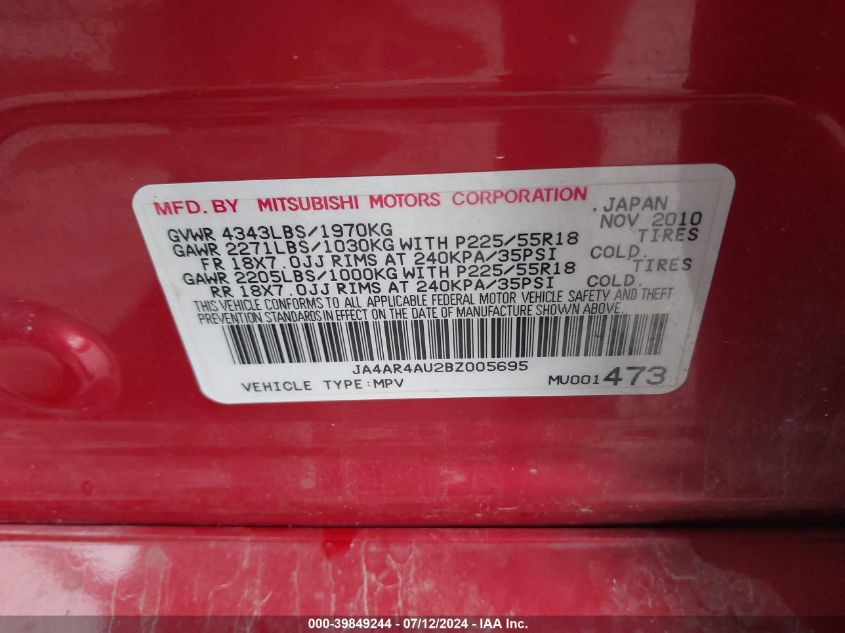 MFD. BY MITSUBISHI MOTORS CORPORATION , JAPAN
GVWR 4343LBS/1970KG NOV 2010
GAWR 2271LBS/1030KG WITH P225/55R18 TIRES
FR 18X7.0JJ RIMS AT 240KPA/35PSI COLD.
GAWR 2205LBS/1000KG WITH P225/55R18 TIRES
RR 18X7.0JJ RIMS AT 240KPA/35PSI COLD.
THIS VEHICLE CONFORMS TO ALL APPLICABLE FEDERAL MOTOR VEHICLE SAFETY AND THEFT
PREVENTION STANDARDS IN EFFECT ON THE DATE OF MANUFACTURE SHOWN ABOVE.
JA4AR4AU2BZ005695
VEHICLE TYPE:MPV MU001473
000-39849244 / 07/12/2024 - IAA Inc.